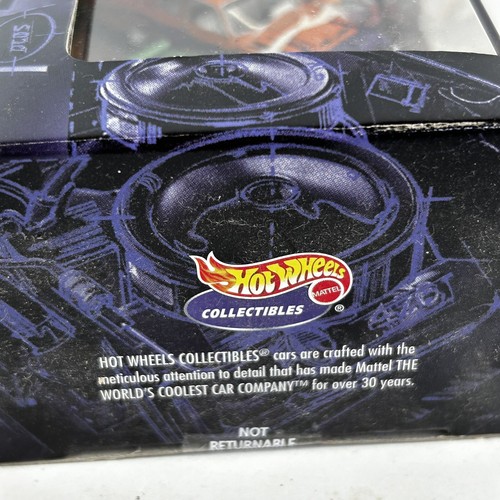 HOT WHEELS
MATTEL
COLLECTIBLES ®
HOT WHEELS COLLECTIBLES® cars are crafted with the
meticulous attention to detail that has made Mattel THE
WORLD'S COOLEST CAR COMPANY™ for over 30 years.
NOT
RETURNABLE